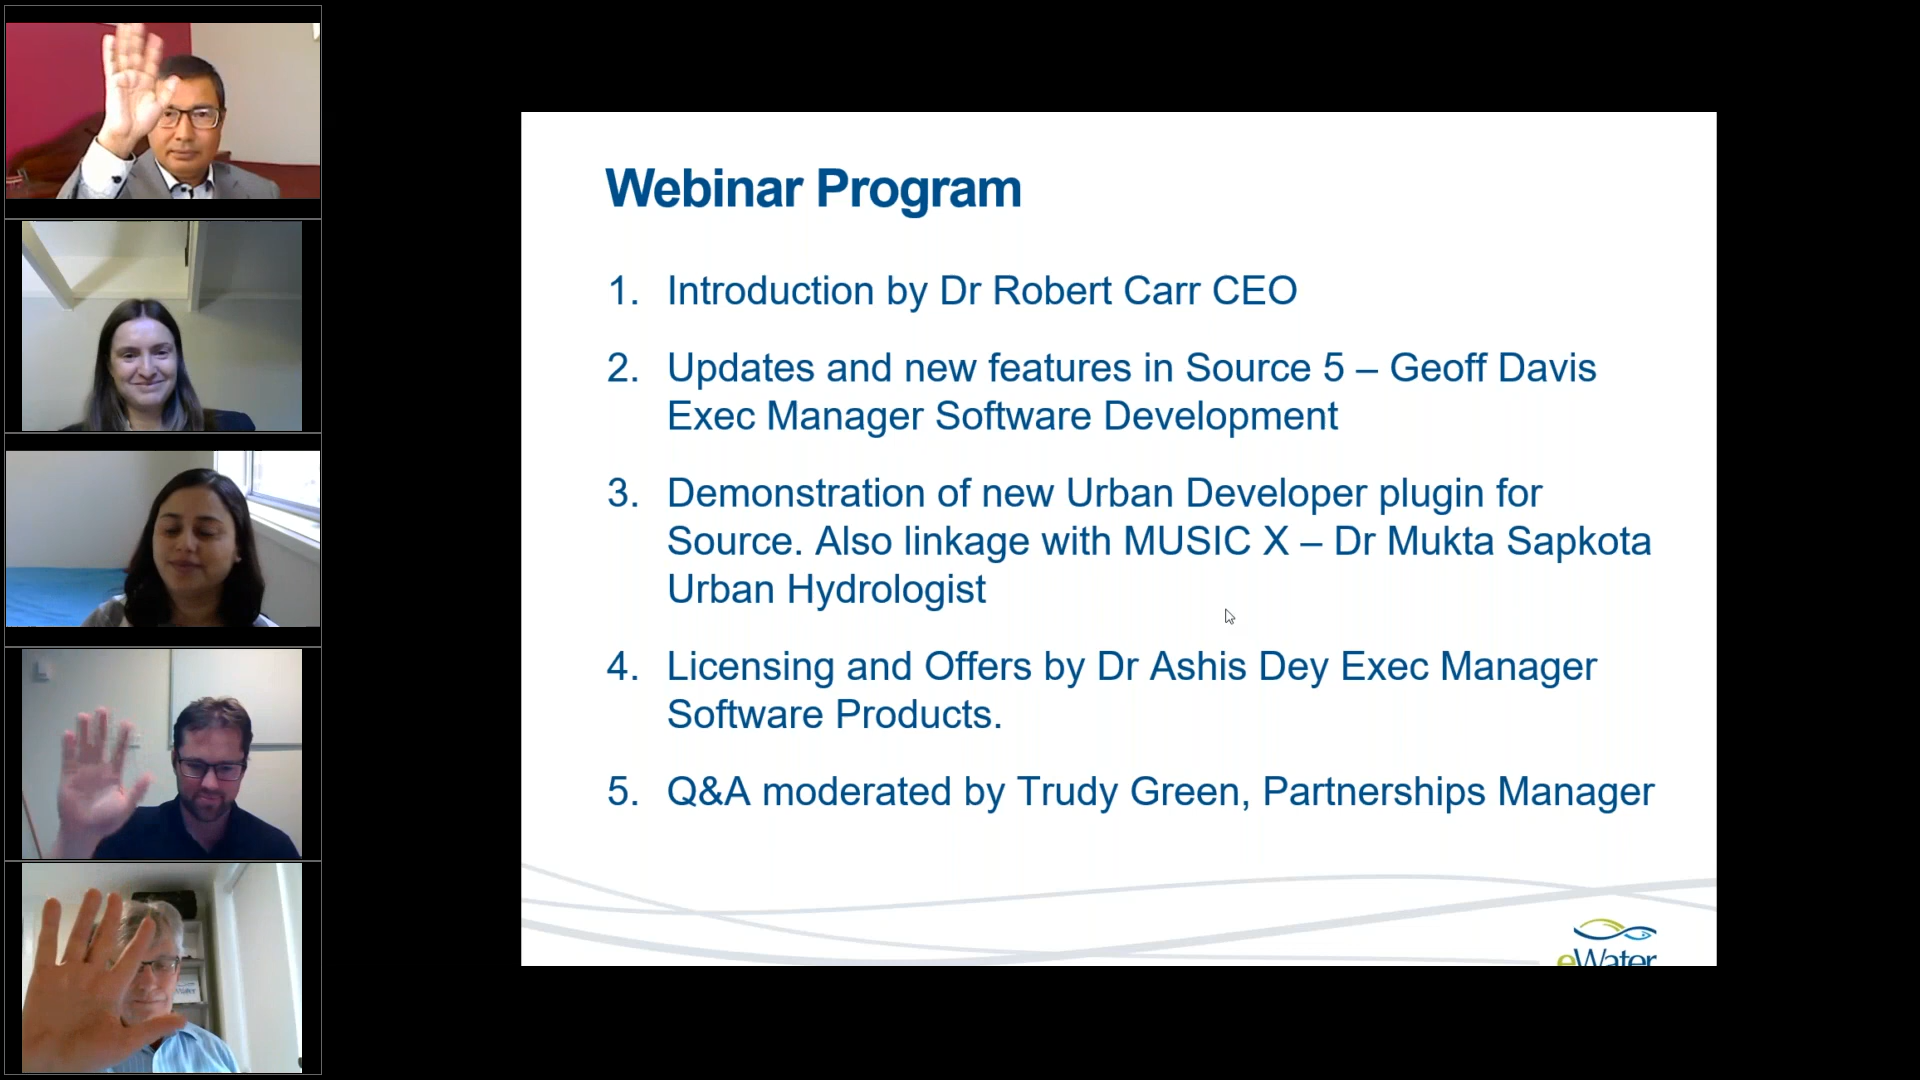 Webinar Program
1. Introduction by Dr Robert Carr CEO
2. Updates and new features in Source 5 – Geoff Davis
Exec Manager Software Development
3. Demonstration of new Urban Developer plugin for
Source. Also linkage with MUSIC X – Dr Mukta Sapkota
Urban Hydrologist
4. Licensing and Offers by Dr Ashis Dey Exec Manager
Software Products.
5. Q&A moderated by Trudy Green, Partnerships Manager
eWater